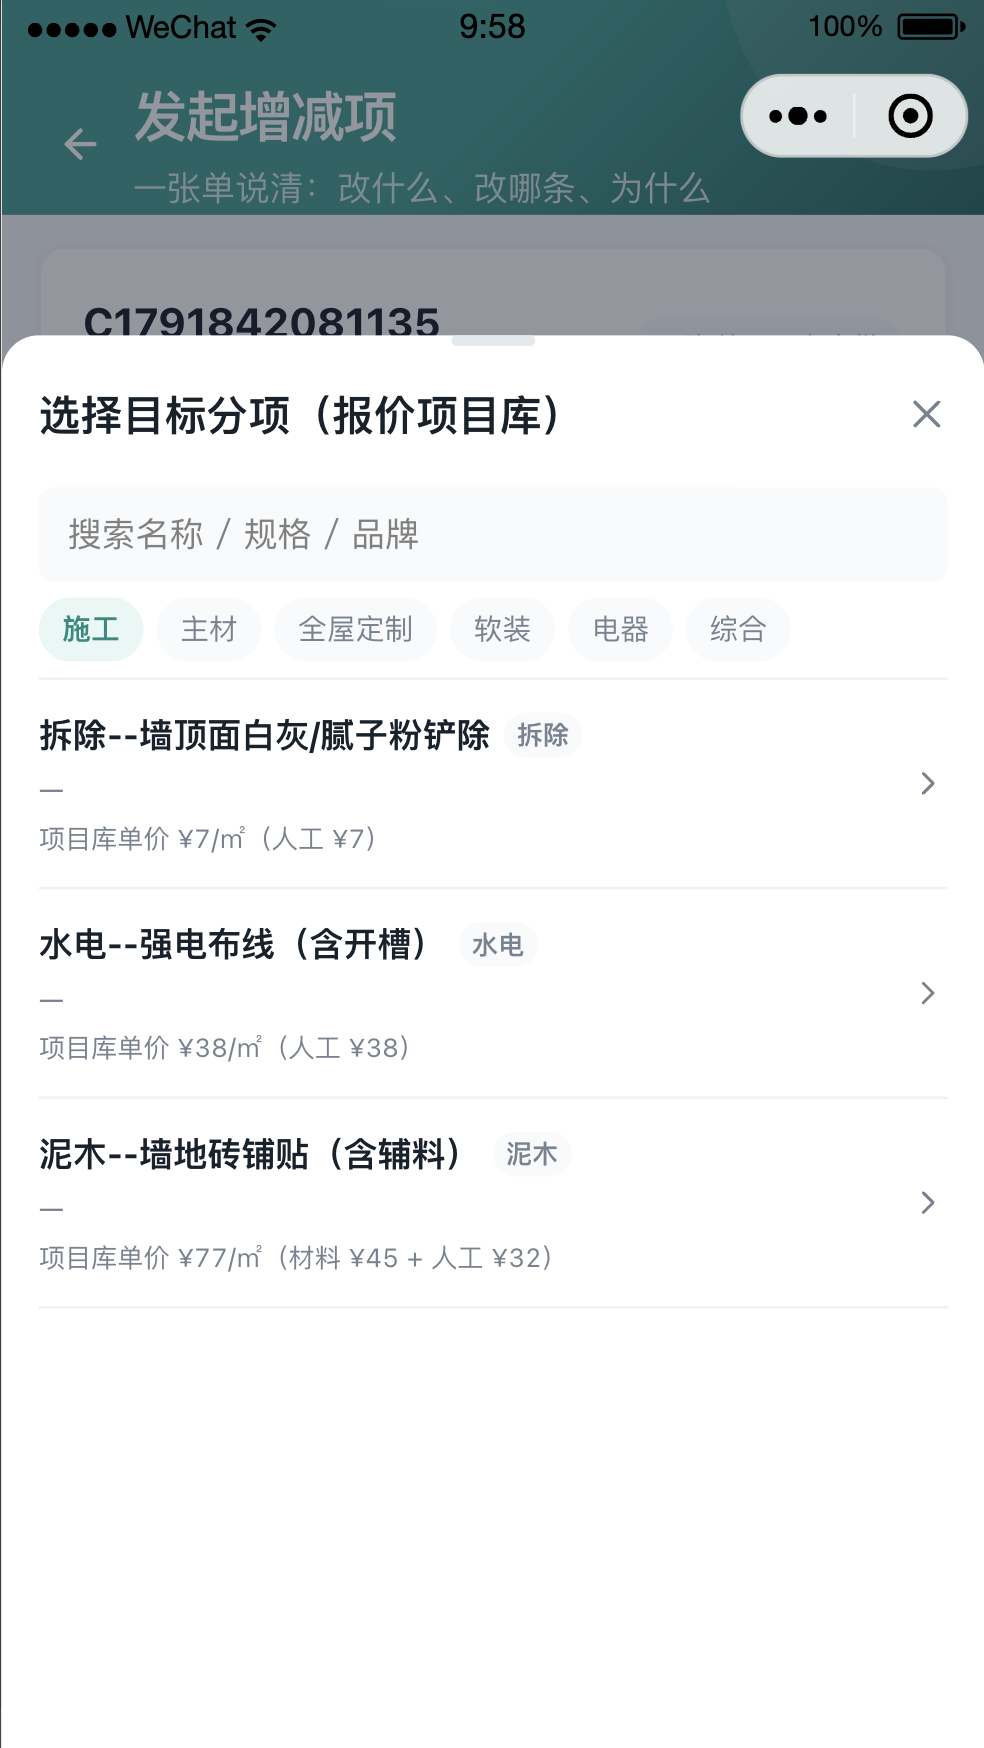 WeChat 9:58 100%
发起增减项
一张单说清：改什么、改哪条、为什么
C1791842081135
选择目标分项（报价项目库）
搜索名称 / 规格 / 品牌
施工 主材 全屋定制 软装 电器 综合
拆除--墙顶面白灰/腻子粉铲除 拆除
—
项目库单价 ¥7/㎡（人工 ¥7）
水电--强电布线（含开槽） 水电
—
项目库单价 ¥38/㎡（人工 ¥38）
泥木--墙地砖铺贴（含辅料） 泥木
—
项目库单价 ¥77/㎡（材料 ¥45 + 人工 ¥32）